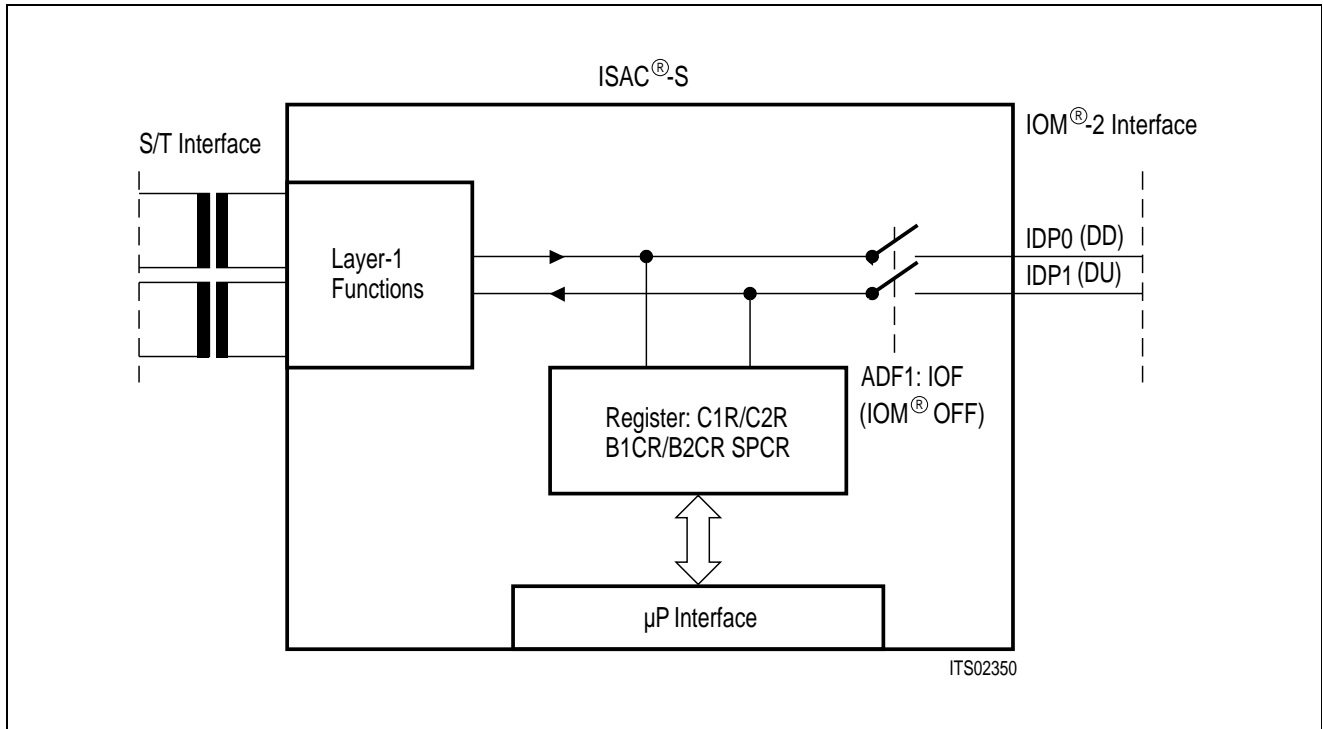 ISAC®-S
S/T Interface
IOM®-2 Interface
Layer-1
Functions
IDP0 (DD)
IDP1 (DU)
ADF1: IOF
(IOM® OFF)
Register: C1R/C2R
B1CR/B2CR SPCR
µP Interface
ITS02350